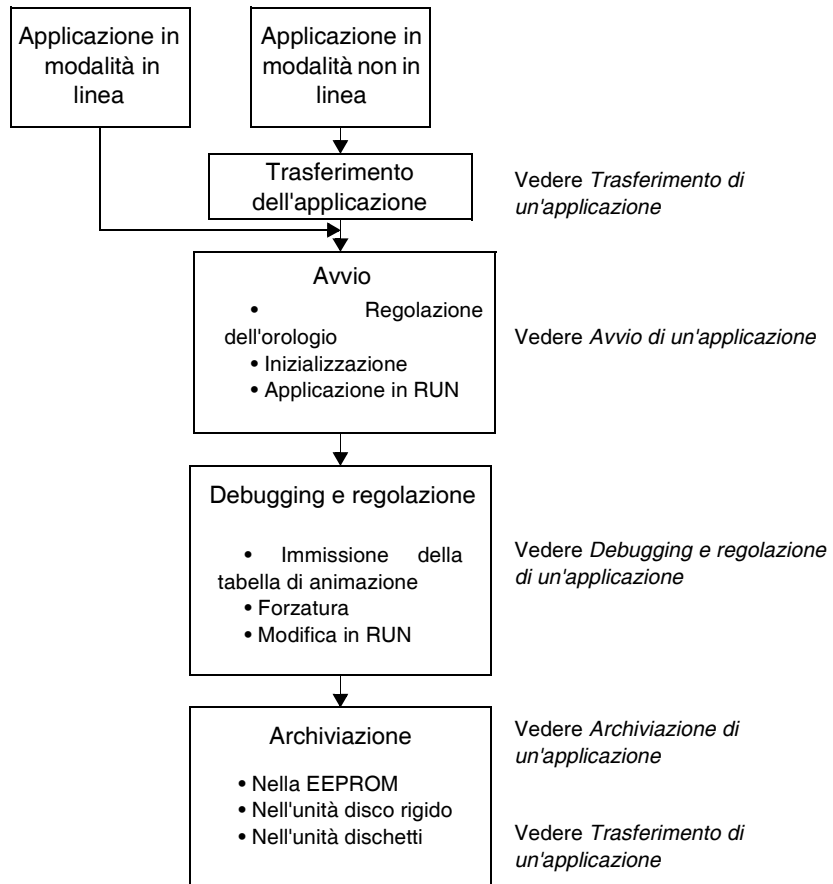 Applicazione in
modalità in
linea
Applicazione in
modalità non in
linea
Trasferimento
dell'applicazione
Vedere Trasferimento di
un'applicazione
Avvio
• Regolazione
dell'orologio
• Inizializzazione
• Applicazione in RUN
Vedere Avvio di un'applicazione
Debugging e regolazione
• Immissione della
tabella di animazione
• Forzatura
• Modifica in RUN
Vedere Debugging e regolazione
di un'applicazione
Archiviazione
• Nella EEPROM
• Nell'unità disco rigido
• Nell'unità dischetti
Vedere Archiviazione di
un'applicazione
Vedere Trasferimento di
un'applicazione